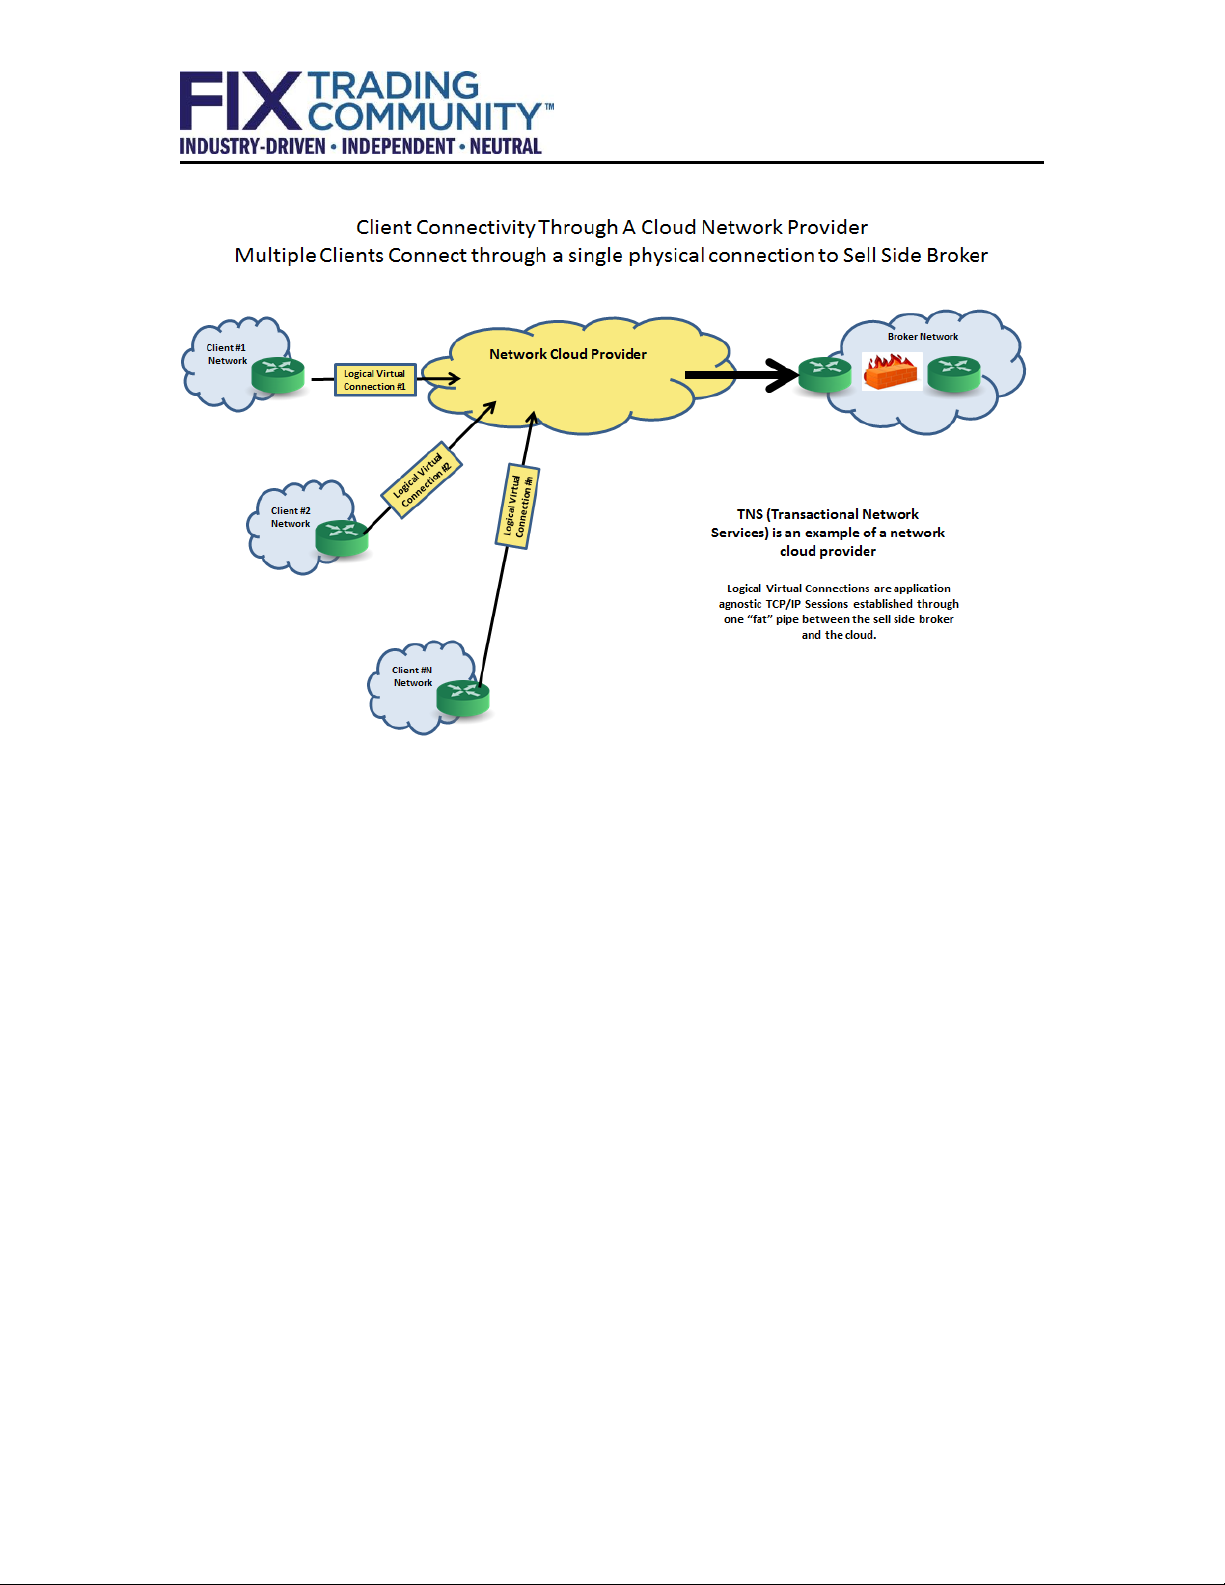 FIX TRADING
COMMUNITY™
INDUSTRY-DRIVEN • INDEPENDENT • NEUTRAL
Client Connectivity Through A Cloud Network Provider
Multiple Clients Connect through a single physical connection to Sell Side Broker
Client #1
Network
Logical Virtual
Connection #1
Network Cloud Provider
Broker Network
Logical Virtual
Connection #2
Client #2
Network
Logical Virtual
Connection #n
TNS (Transactional Network
Services) is an example of a network
cloud provider
Logical Virtual Connections are application
agnostic TCP/IP Sessions established through
one “fat” pipe between the sell side broker
and the cloud.
Client #N
Network